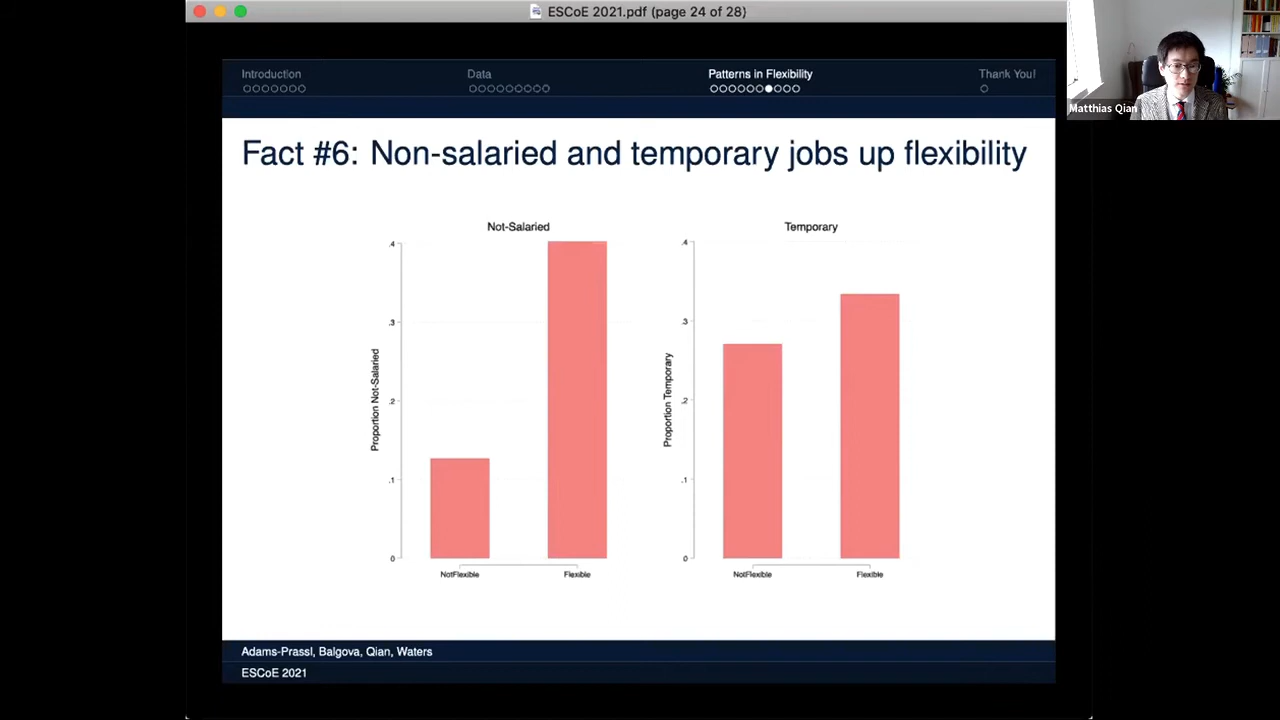 ESCoE 2021.pdf (page 24 of 28)
Matthias Qian
Introduction
Data
Patterns in Flexibility
Thank You!
Fact #6: Non-salaried and temporary jobs up flexibility
Not-Salaried
Proportion Not-Salaried
.4
.3
.2
.1
0
NotFlexible
Flexible
Temporary
Proportion Temporary
.4
.3
.2
.1
0
NotFlexible
Flexible
Adams-Prassl, Balgova, Qian, Waters
ESCoE 2021